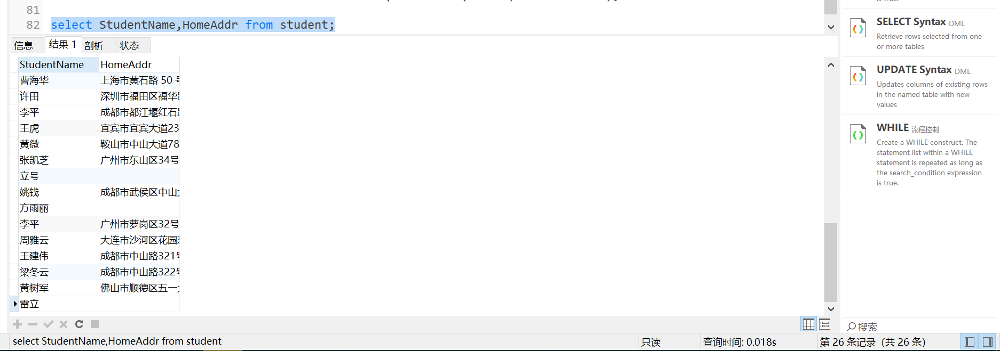 is true.
81
82 select StudentName,HomeAddr from student;
信息 结果 1 剖析 状态
StudentName HomeAddr
曹海华 上海市黄石路 50 号
许田 深圳市福田区福华
李平 成都市都江堰红石
王虎 宜宾市宜宾大道23
黄微 鞍山市中山大道78
张凯芝 广州市东山区34号
立号
姚钱 成都市武侯区中山
方雨丽
李平 广州市萝岗区32号
周雅云 大连市沙河区花园
王建伟 成都市中山路321号
梁冬云 成都市中山路322号
黄树军 佛山市顺德区五一
雷立
SELECT Syntax DML
Retrieve rows selected from one
or more tables
UPDATE Syntax DML
Updates columns of existing rows
in the named table with new
values
WHILE 流程控制
Create a WHILE construct. The
statement list within a WHILE
statement is repeated as long as
the search_condition expression
is true.
搜索
select StudentName,HomeAddr from student 只读 查询时间: 0.018s 第 26 条记录 (共 26 条)